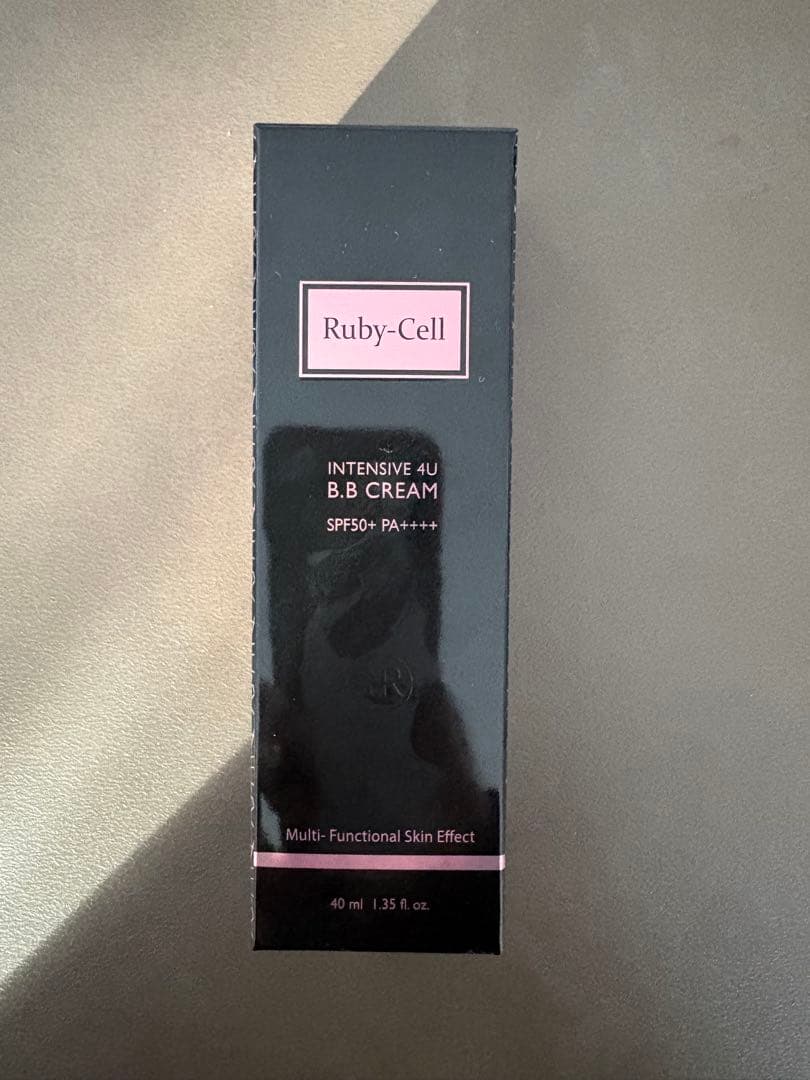 Ruby-Cell
INTENSIVE 4U
B.B CREAM
SPF50+ PA++++
R
Multi- Functional Skin Effect
40 ml 1.35 fl. oz.